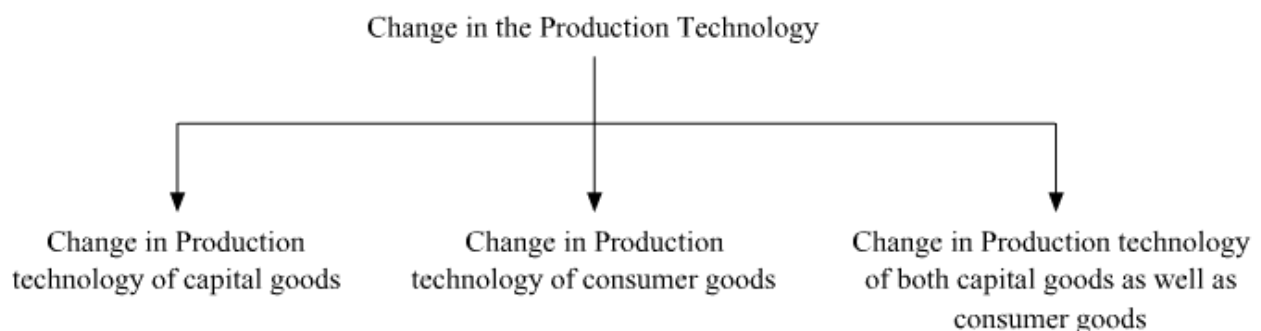 Change in the Production Technology
Change in Production
technology of capital goods
Change in Production
technology of consumer goods
Change in Production technology
of both capital goods as well as
consumer goods